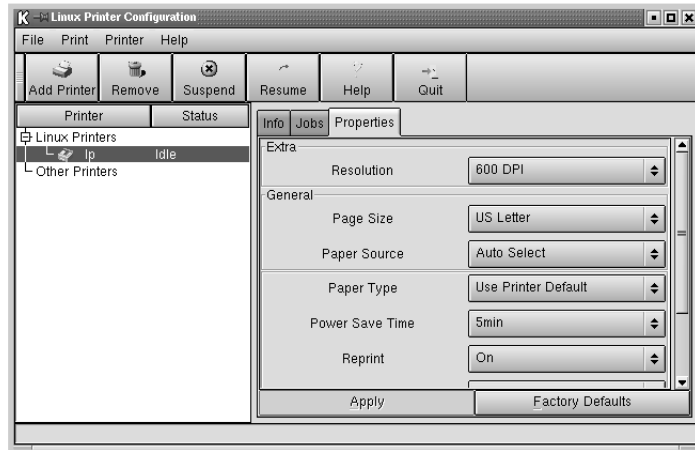 K Linux Printer Configuration
File Print Printer Help
Add Printer Remove Suspend Resume Help Quit
Printer Status
Linux Printers
lp Idle
Other Printers
Info Jobs Properties
Extra
Resolution 600 DPI
General
Page Size US Letter
Paper Source Auto Select
Paper Type Use Printer Default
Power Save Time 5min
Reprint On
Apply Factory Defaults